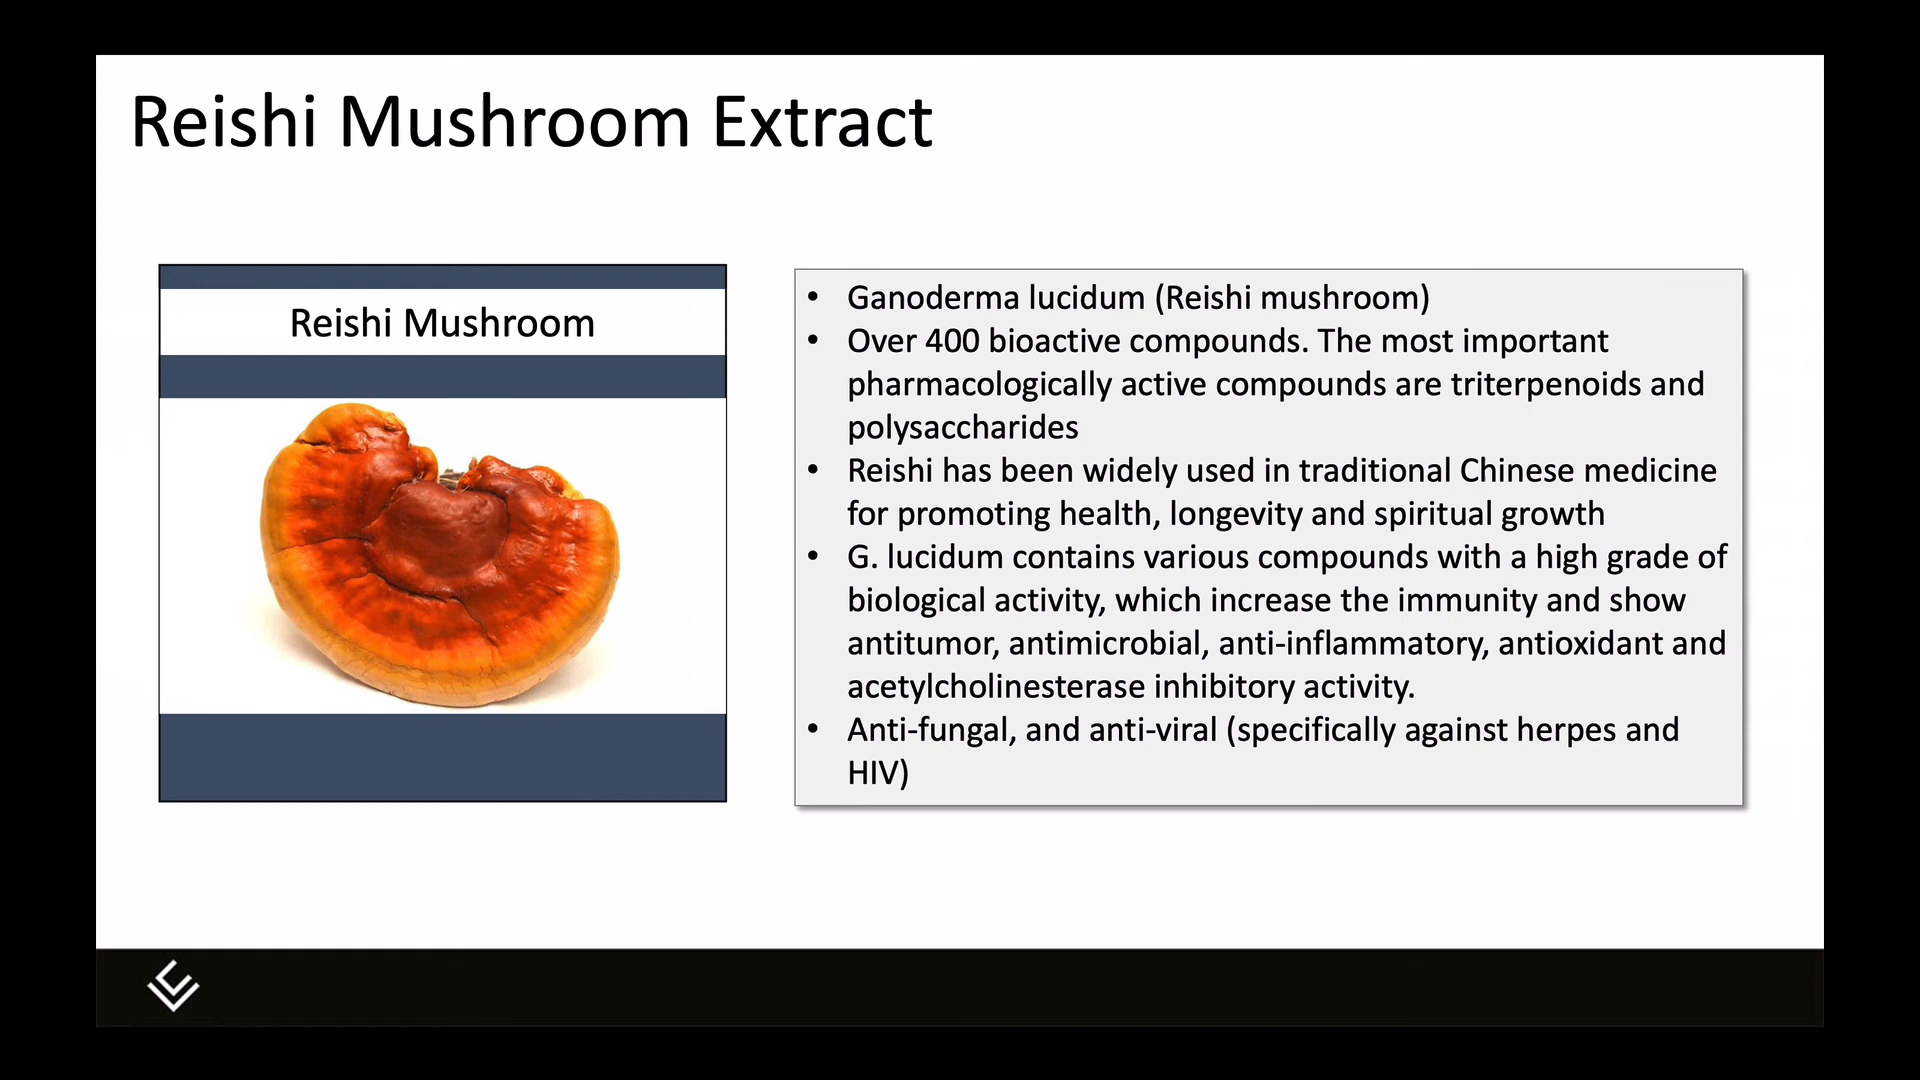 Reishi Mushroom Extract
Reishi Mushroom
• Ganoderma lucidum (Reishi mushroom)
• Over 400 bioactive compounds. The most important
pharmacologically active compounds are triterpenoids and
polysaccharides
• Reishi has been widely used in traditional Chinese medicine
for promoting health, longevity and spiritual growth
• G. lucidum contains various compounds with a high grade of
biological activity, which increase the immunity and show
antitumor, antimicrobial, anti-inflammatory, antioxidant and
acetylcholinesterase inhibitory activity.
• Anti-fungal, and anti-viral (specifically against herpes and
HIV)